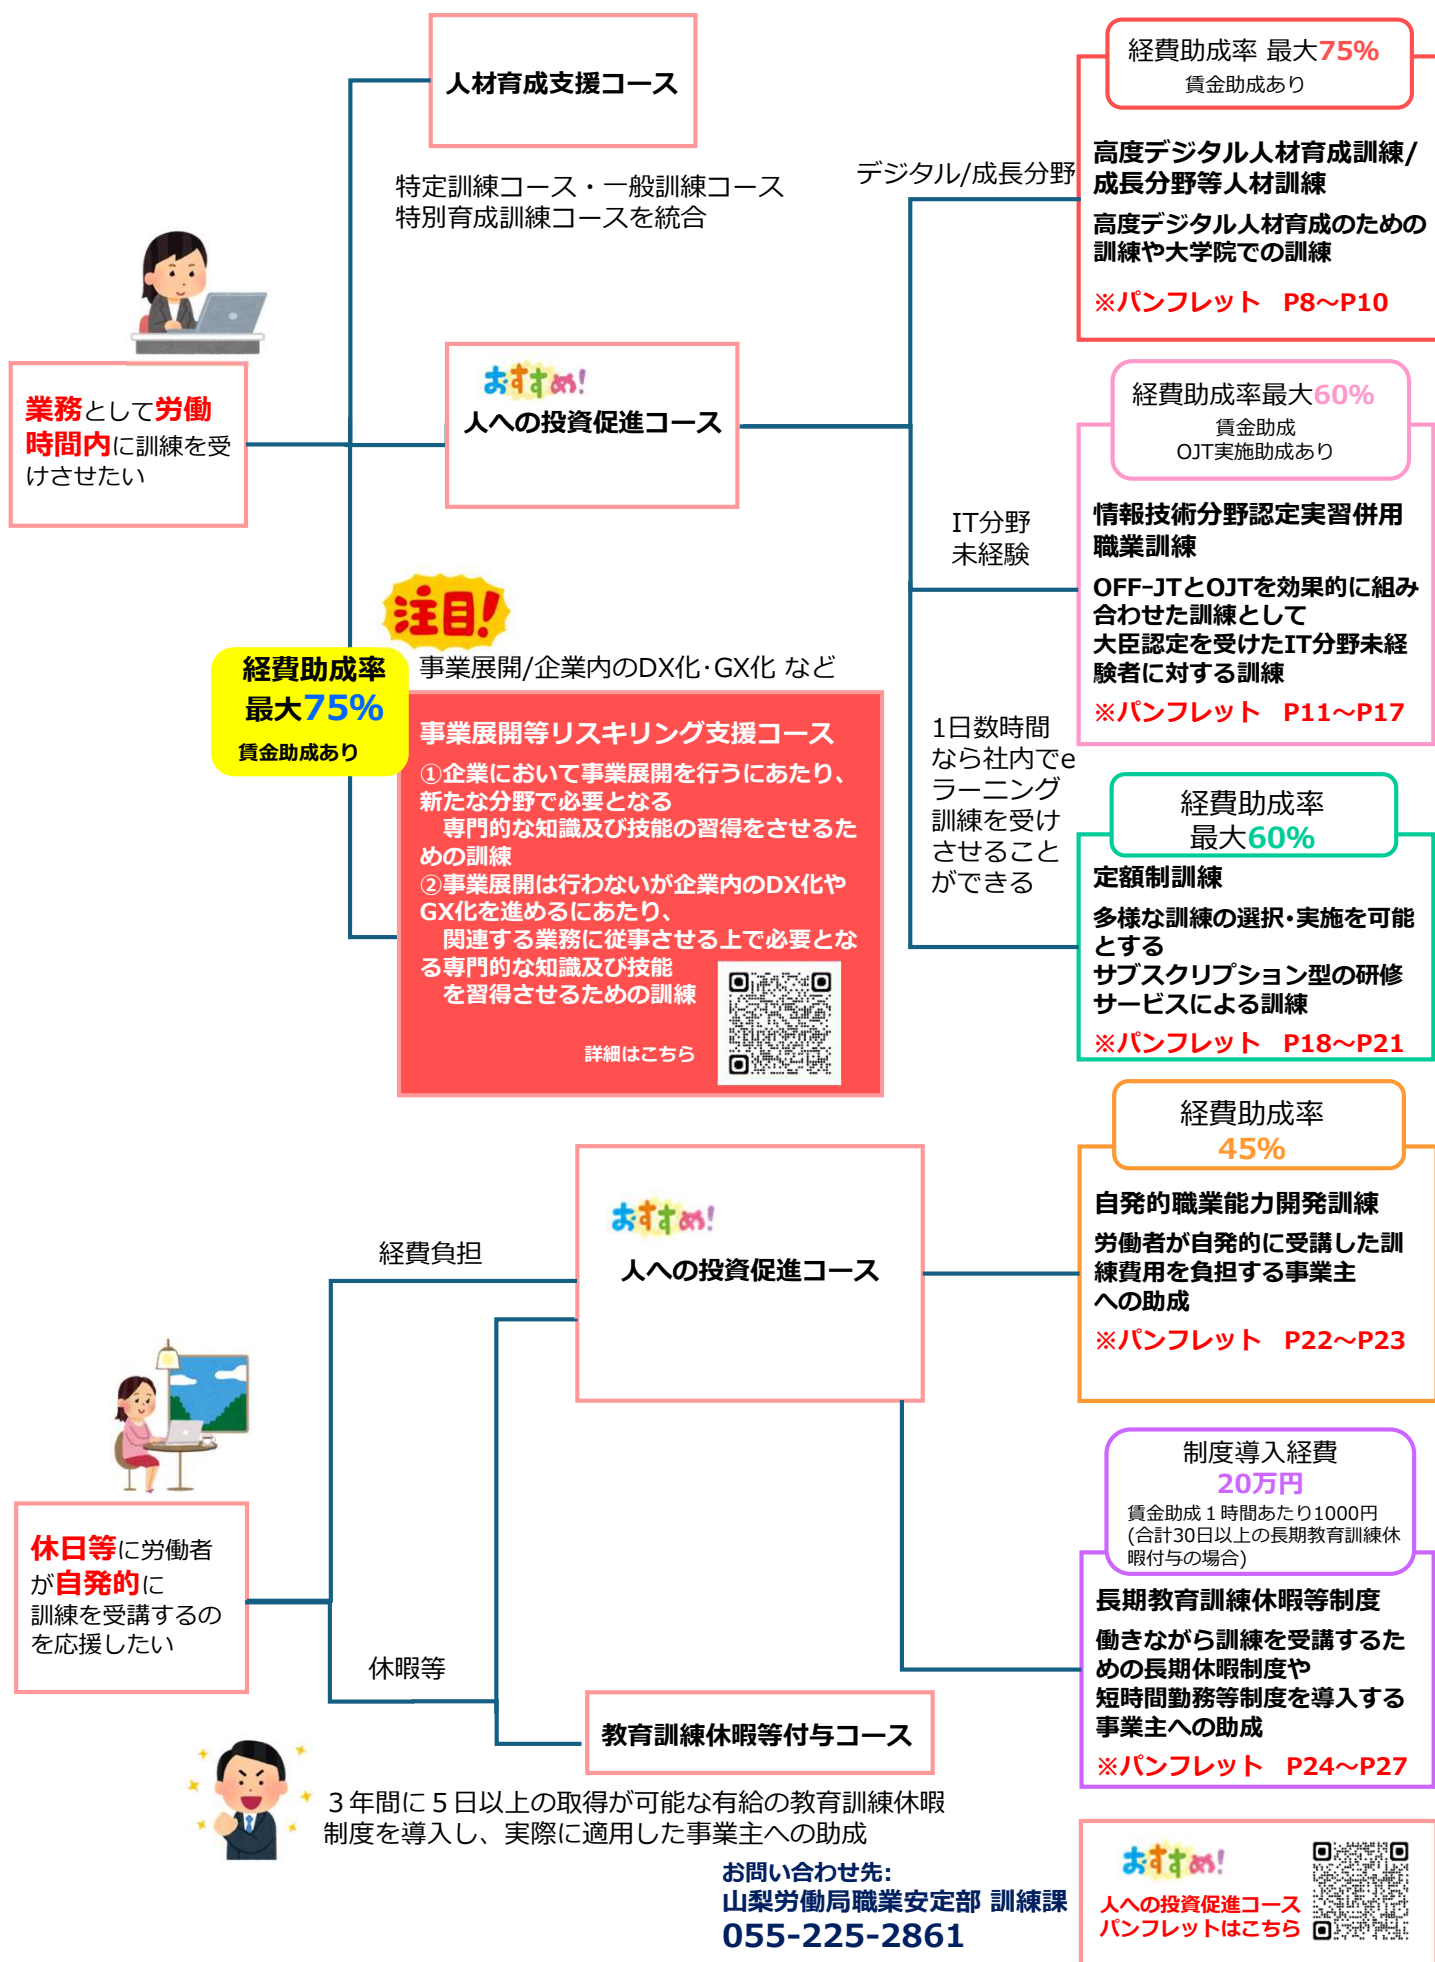 人材育成支援コース
特定訓練コース・一般訓練コース
特別育成訓練コースを統合
業務として労働
時間内に訓練を受
けさせたい
おすすめ!
人への投資促進コース
注目!
経費助成率
最大75%
賃金助成あり
事業展開/企業内のDX化･GX化 など
事業展開等リスキリング支援コース
①企業において事業展開を行うにあたり、
新たな分野で必要となる
専門的な知識及び技能の習得をさせるた
めの訓練
②事業展開は行わないが企業内のDX化や
GX化を進めるにあたり、
関連する業務に従事させる上で必要とな
る専門的な知識及び技能
を習得させるための訓練
詳細はこちら
デジタル/成長分野
経費助成率 最大75%
賃金助成あり
高度デジタル人材育成訓練/
成長分野等人材訓練
高度デジタル人材育成のための
訓練や大学院での訓練
※パンフレット P8～P10
IT分野
未経験
経費助成率最大60%
賃金助成
OJT実施助成あり
情報技術分野認定実習併用
職業訓練
OFF-JTとOJTを効果的に組み
合わせた訓練として
大臣認定を受けたIT分野未経
験者に対する訓練
※パンフレット P11～P17
1日数時間
なら社内でe
ラーニング
訓練を受け
させること
ができる
経費助成率
最大60%
定額制訓練
多様な訓練の選択･実施を可能
とする
サブスクリプション型の研修
サービスによる訓練
※パンフレット P18～P21
休日等に労働者
が自発的に
訓練を受講するの
を応援したい
経費負担
休暇等
おすすめ!
人への投資促進コース
経費助成率
45%
自発的職業能力開発訓練
労働者が自発的に受講した訓
練費用を負担する事業主
への助成
※パンフレット P22～P23
制度導入経費
20万円
賃金助成１時間あたり1000円
(合計30日以上の長期教育訓練休
暇付与の場合)
長期教育訓練休暇等制度
働きながら訓練を受講するた
めの長期休暇制度や
短時間勤務等制度を導入する
事業主への助成
※パンフレット P24～P27
教育訓練休暇等付与コース
３年間に５日以上の取得が可能な有給の教育訓練休暇
制度を導入し、実際に適用した事業主への助成
お問い合わせ先:
山梨労働局職業安定部 訓練課
055-225-2861
おすすめ!
人への投資促進コース
パンフレットはこちら